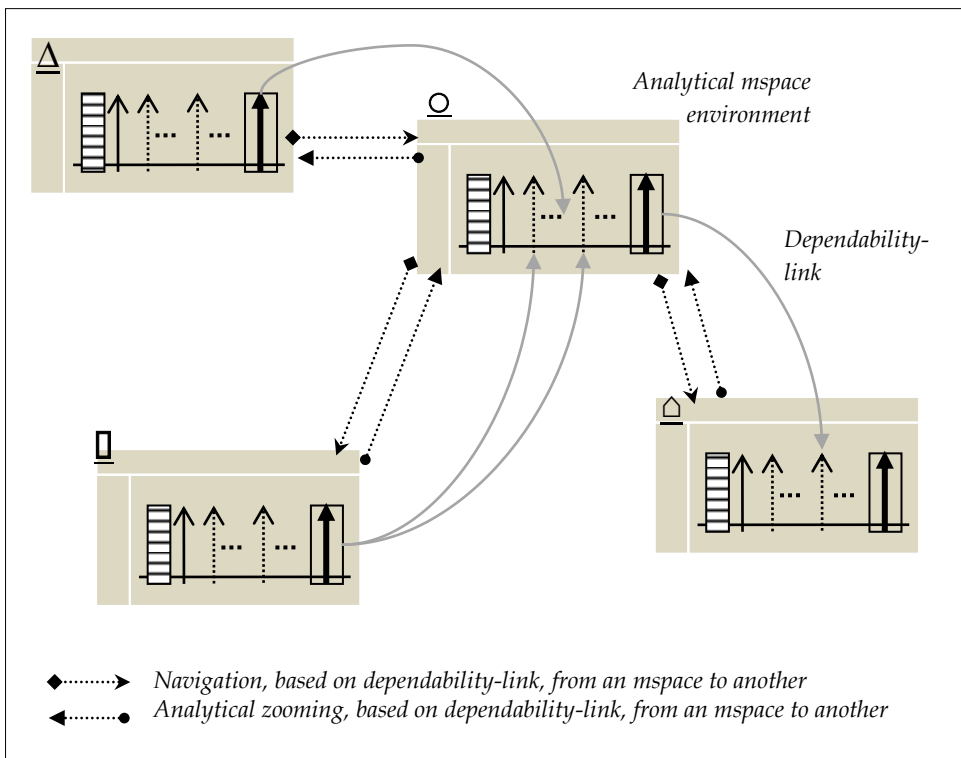 Δ
Analytical mspace
environment
Dependability-
link
Navigation, based on dependability-link, from an mspace to another
Analytical zooming, based on dependability-link, from an mspace to another